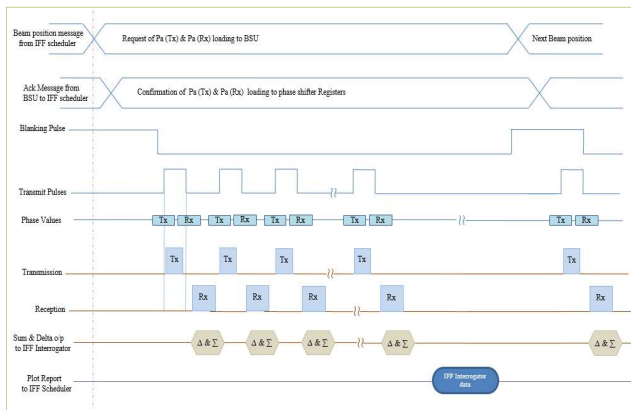 Beam position message
from IFF scheduler
Request of Pa (Tx) & Pa (Rx) loading to BSU
Next Beam position
Ack Message from
BSU to IFF scheduler
Confirmation of Pa (Tx) & Pa (Rx) loading to phase shifter Registers
Blanking Pulse
Transmit Pulses
Phase Values
Tx Rx Tx Rx Tx Rx Tx Rx Tx Rx
Transmission
Tx Tx Tx Tx Tx
Reception
Rx Rx Rx Rx Rx
Sum & Delta o/p
to IFF Interrogator
Δ & Σ Δ & Σ Δ & Σ Δ & Σ Δ & Σ
Plot Report
to IFF Scheduler
IFF Interrogator
data